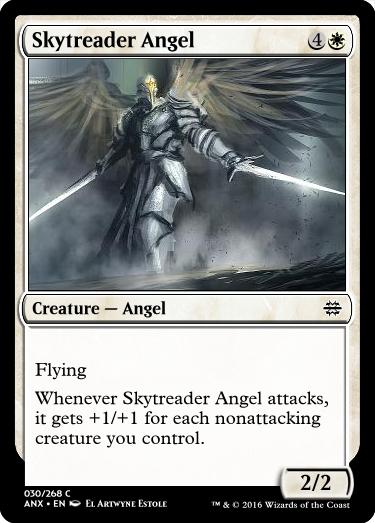 Skytreader Angel 4
Creature — Angel
Flying
Whenever Skytreader Angel attacks,
it gets +1/+1 for each nonattacking
creature you control.
2/2
030/268 C
ANX • EN El Artwyne Estole
™ & © 2016 Wizards of the Coast